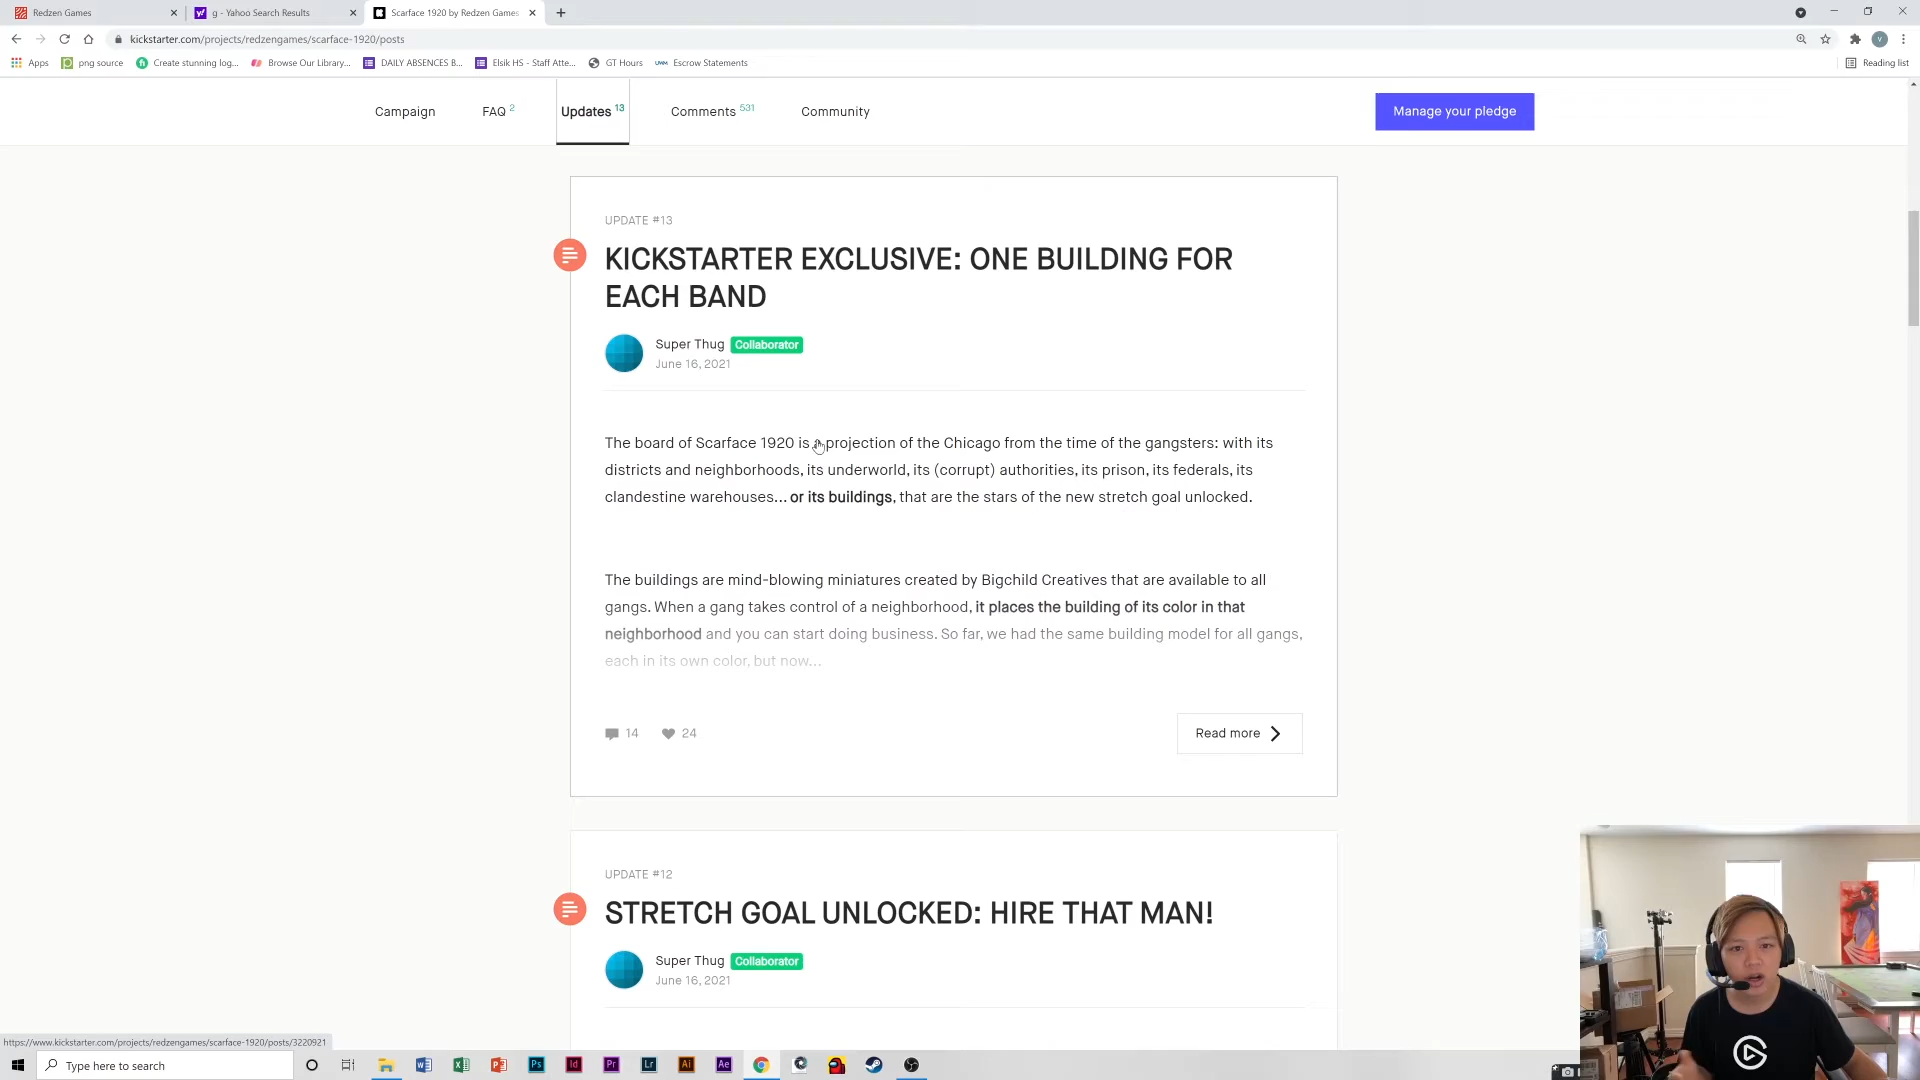 Redzen Games
g - Yahoo Search Results
Scarface 1920 by Redzen Games
kickstarter.com/projects/redzengames/scarface-1920/posts
Apps
png source
Create stunning log...
Browse Our Library...
DAILY ABSENCES B...
Elsik HS - Staff Atte...
GT Hours
Escrow Statements
Reading list
Campaign
FAQ 2
Updates 13
Comments 531
Community
Manage your pledge
UPDATE #13
KICKSTARTER EXCLUSIVE: ONE BUILDING FOR
EACH BAND
Super Thug Collaborator
June 16, 2021
The board of Scarface 1920 is a projection of the Chicago from the time of the gangsters: with its
districts and neighborhoods, its underworld, its (corrupt) authorities, its prison, its federals, its
clandestine warehouses... or its buildings, that are the stars of the new stretch goal unlocked.
The buildings are mind-blowing miniatures created by Bigchild Creatives that are available to all
gangs. When a gang takes control of a neighborhood, it places the building of its color in that
neighborhood and you can start doing business. So far, we had the same building model for all gangs,
each in its own color, but now...
14
24
Read more
UPDATE #12
STRETCH GOAL UNLOCKED: HIRE THAT MAN!
Super Thug Collaborator
June 16, 2021
https://www.kickstarter.com/projects/redzengames/scarface-1920/posts/3220921
Type here to search
Ps
Id
Pr
Lr
Ai
Ae